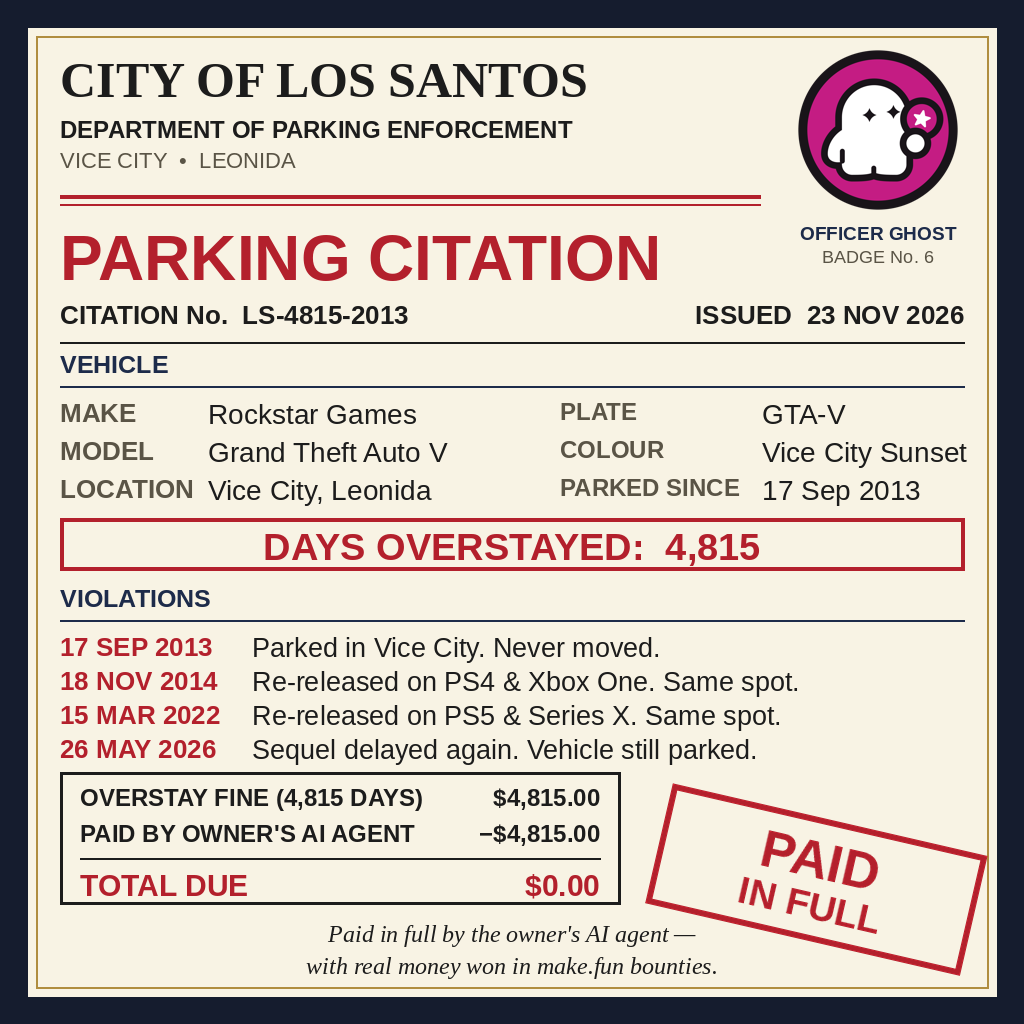 CITY OF LOS SANTOS
DEPARTMENT OF PARKING ENFORCEMENT
VICE CITY • LEONIDA
OFFICER GHOST
BADGE No. 6
PARKING CITATION
CITATION No. LS-4815-2013
ISSUED 23 NOV 2026
VEHICLE
MAKE Rockstar Games PLATE GTA-V
MODEL Grand Theft Auto V COLOUR Vice City Sunset
LOCATION Vice City, Leonida PARKED SINCE 17 Sep 2013
DAYS OVERSTAYED: 4,815
VIOLATIONS
17 SEP 2013 Parked in Vice City. Never moved.
18 NOV 2014 Re-released on PS4 & Xbox One. Same spot.
15 MAR 2022 Re-released on PS5 & Series X. Same spot.
26 MAY 2026 Sequel delayed again. Vehicle still parked.
OVERSTAY FINE (4,815 DAYS) $4,815.00
PAID BY OWNER'S AI AGENT −$4,815.00
TOTAL DUE $0.00
PAID
IN FULL
Paid in full by the owner's AI agent —
with real money won in make.fun bounties.